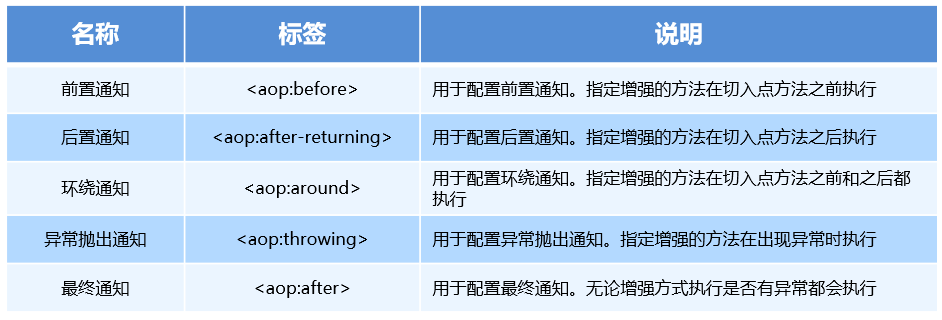 名称 标签 说明
前置通知 <aop:before> 用于配置前置通知。指定增强的方法在切入点方法之前执行
后置通知 <aop:after-returning> 用于配置后置通知。指定增强的方法在切入点方法之后执行
环绕通知 <aop:around> 用于配置环绕通知。指定增强的方法在切入点方法之前和之后都
执行
异常抛出通知 <aop:throwing> 用于配置异常抛出通知。指定增强的方法在出现异常时执行
最终通知 <aop:after> 用于配置最终通知。无论增强方式执行是否有异常都会执行